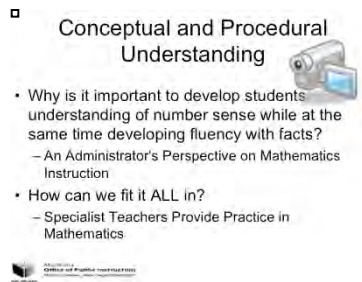 Conceptual and Procedural
Understanding
• Why is it important to develop students
understanding of number sense while at the
same time developing fluency with facts?
– An Administrator's Perspective on Mathematics
Instruction
• How can we fit it ALL in?
– Specialist Teachers Provide Practice in
Mathematics
Office of Public Instruction